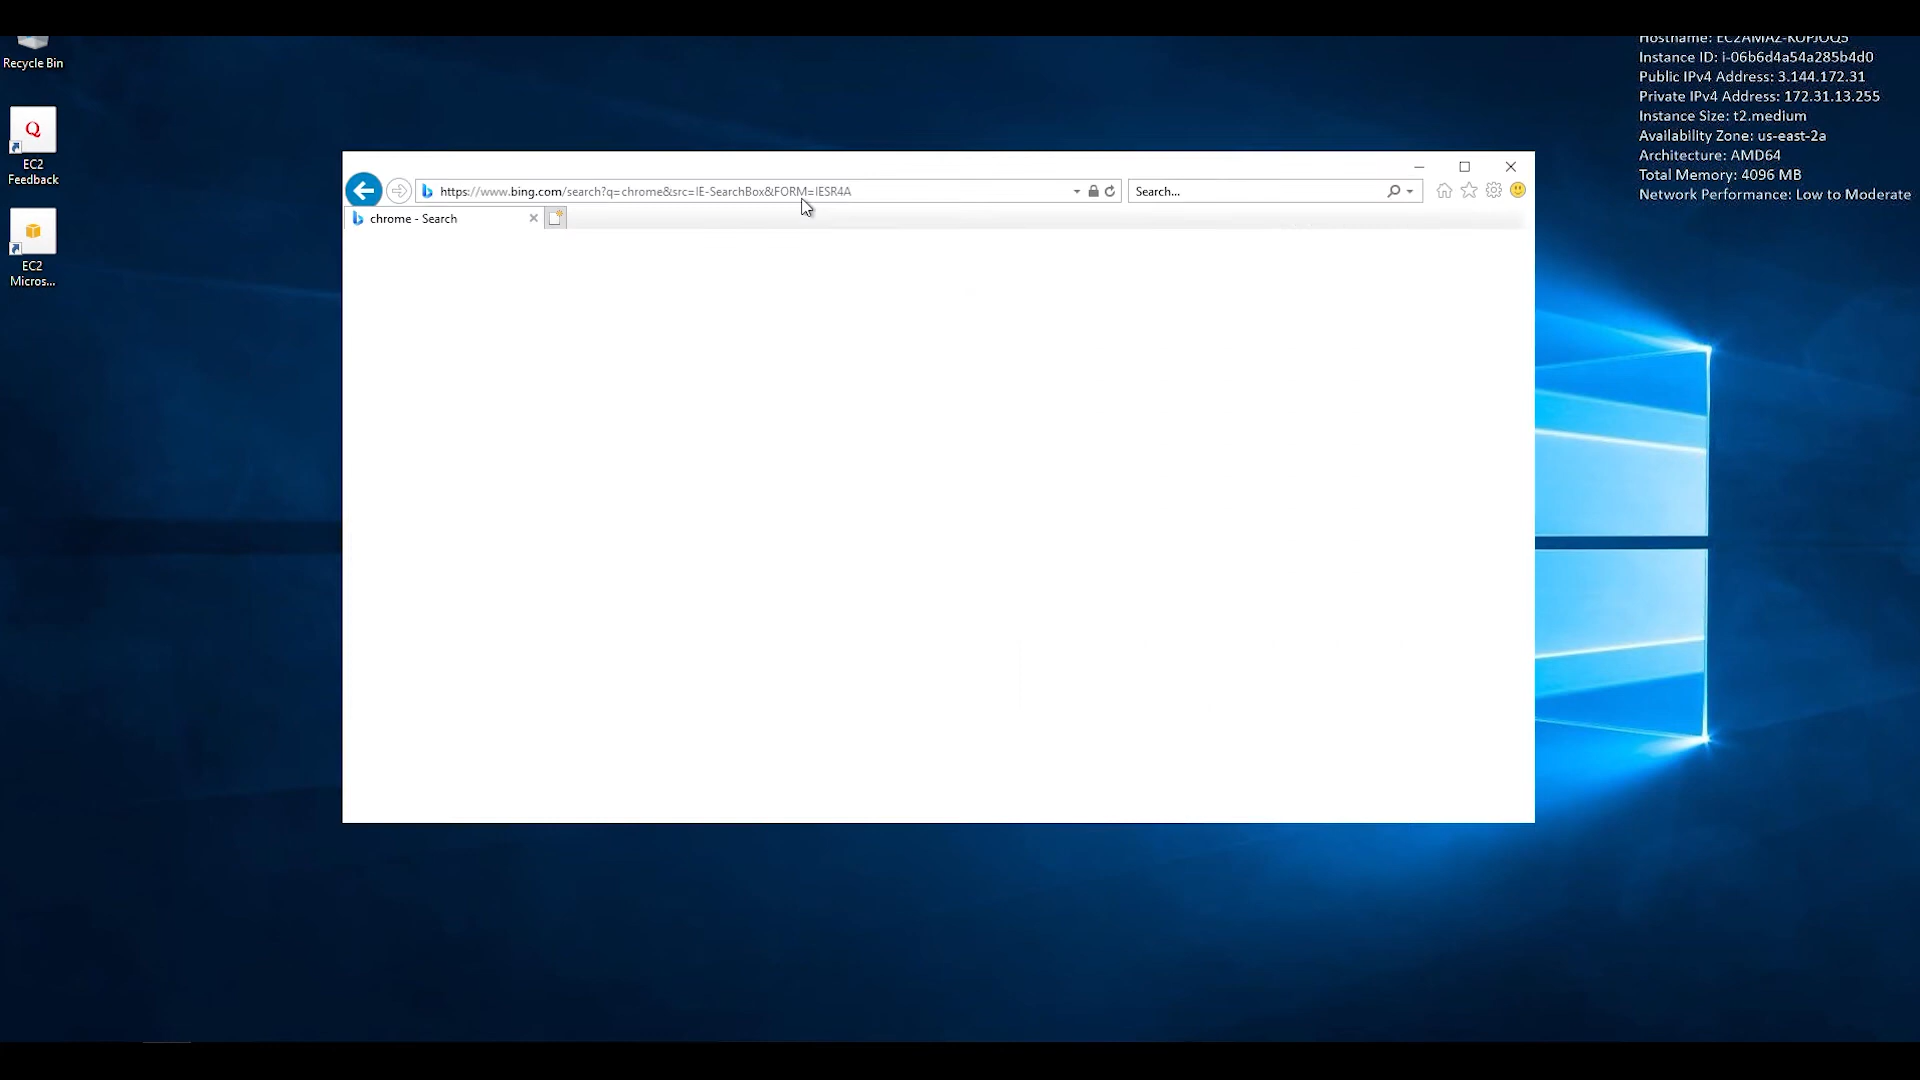 Recycle Bin
EC2
Feedback
EC2
Micros...
https://www.bing.com/search?q=chrome&src=IE-SearchBox&FORM=IESR4A
Search...
chrome - Search
Hostname:
Instance ID: i-06b6d4a54a285b4d0
Public IPv4 Address: 3.144.172.31
Private IPv4 Address: 172.31.13.255
Instance Size: t2.medium
Availability Zone: us-east-2a
Architecture: AMD64
Total Memory: 4096 MB
Network Performance: Low to Moderate